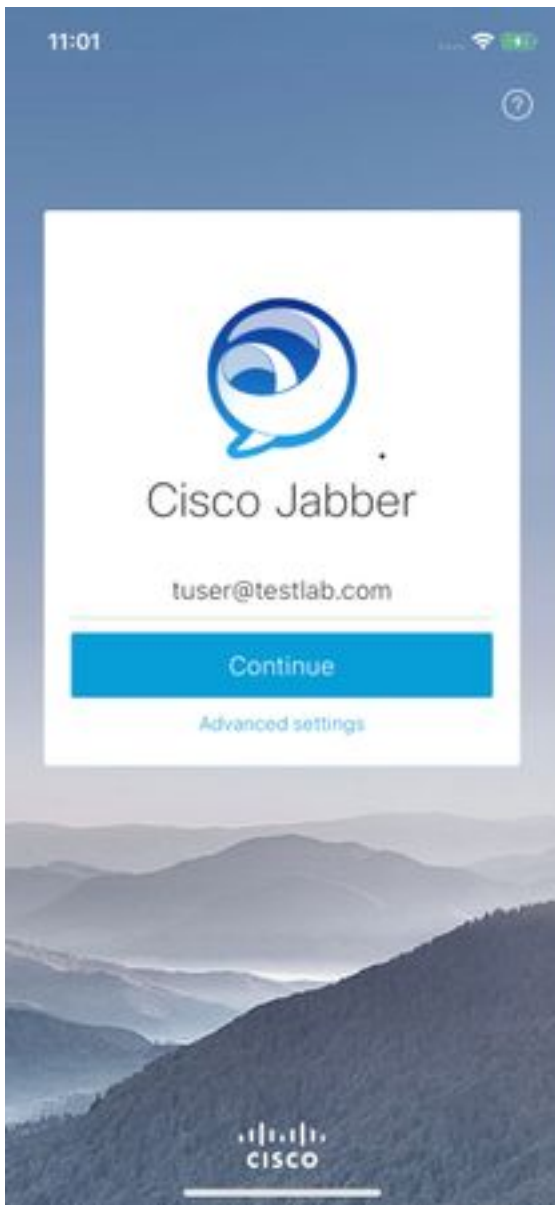 11:01
?
Cisco Jabber
tuser@testlab.com
Continue
Advanced settings
CISCO